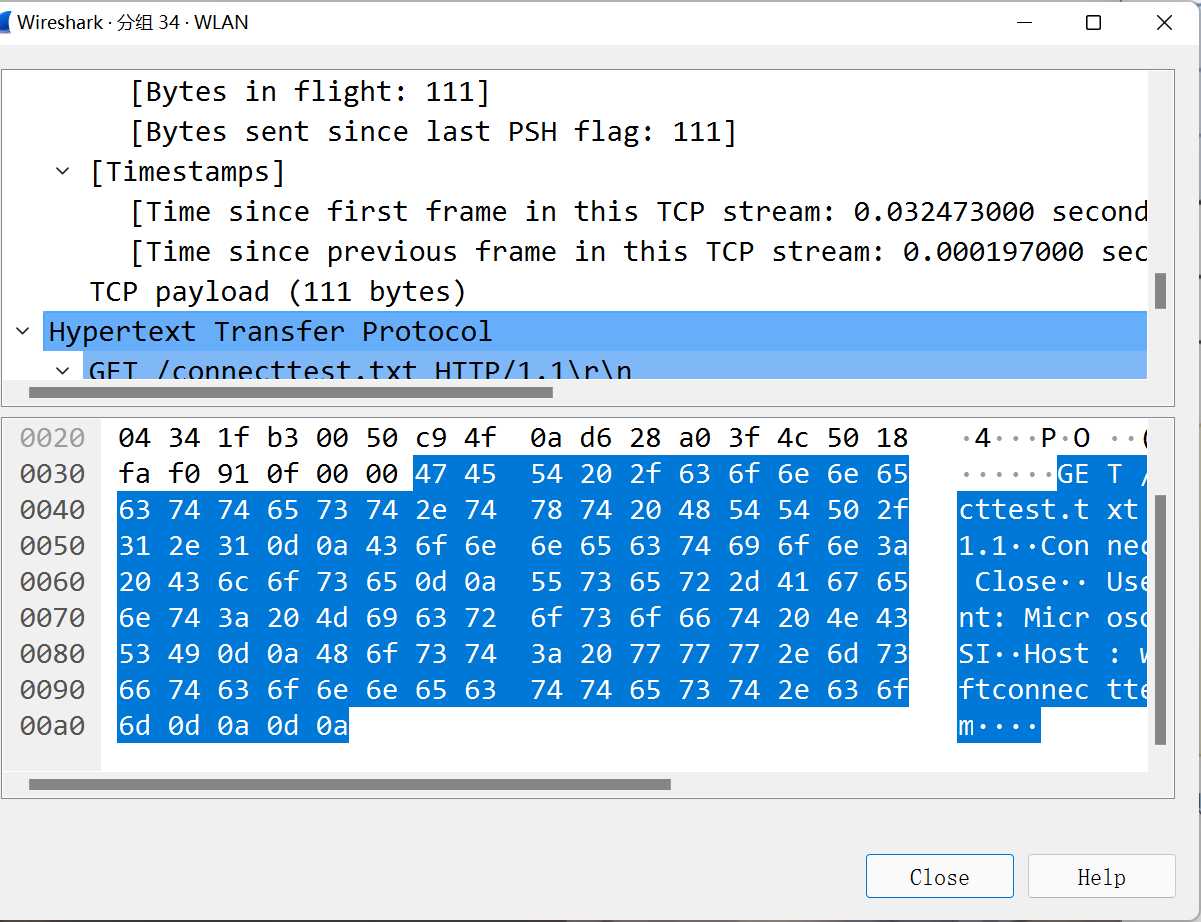 Wireshark · 分组 34 · WLAN
[Bytes in flight: 111]
[Bytes sent since last PSH flag: 111]
[Timestamps]
[Time since first frame in this TCP stream: 0.032473000 second
[Time since previous frame in this TCP stream: 0.000197000 sec
TCP payload (111 bytes)
Hypertext Transfer Protocol
GET /connecttest.txt HTTP/1.1\r\n
0020 04 34 1f b3 00 50 c9 4f 0a d6 28 a0 3f 4c 50 18 ·4···P·O ··(
0030 fa f0 91 0f 00 00 47 45 54 20 2f 63 6f 6e 6e 65 ······GE T /
0040 63 74 74 65 73 74 2e 74 78 74 20 48 54 54 50 2f cttest.t xt
0050 31 2e 31 0d 0a 43 6f 6e 6e 65 63 74 69 6f 6e 3a 1.1··Con nec
0060 20 43 6c 6f 73 65 0d 0a 55 73 65 72 2d 41 67 65 Close·· Use
0070 6e 74 3a 20 4d 69 63 72 6f 73 6f 66 74 20 4e 43 nt: Micr oso
0080 53 49 0d 0a 48 6f 73 74 3a 20 77 77 77 2e 6d 73 SI··Host : w
0090 66 74 63 6f 6e 6e 65 63 74 74 65 73 74 2e 63 6f ftconnec tte
00a0 6d 0d 0a 0d 0a m····
Close Help